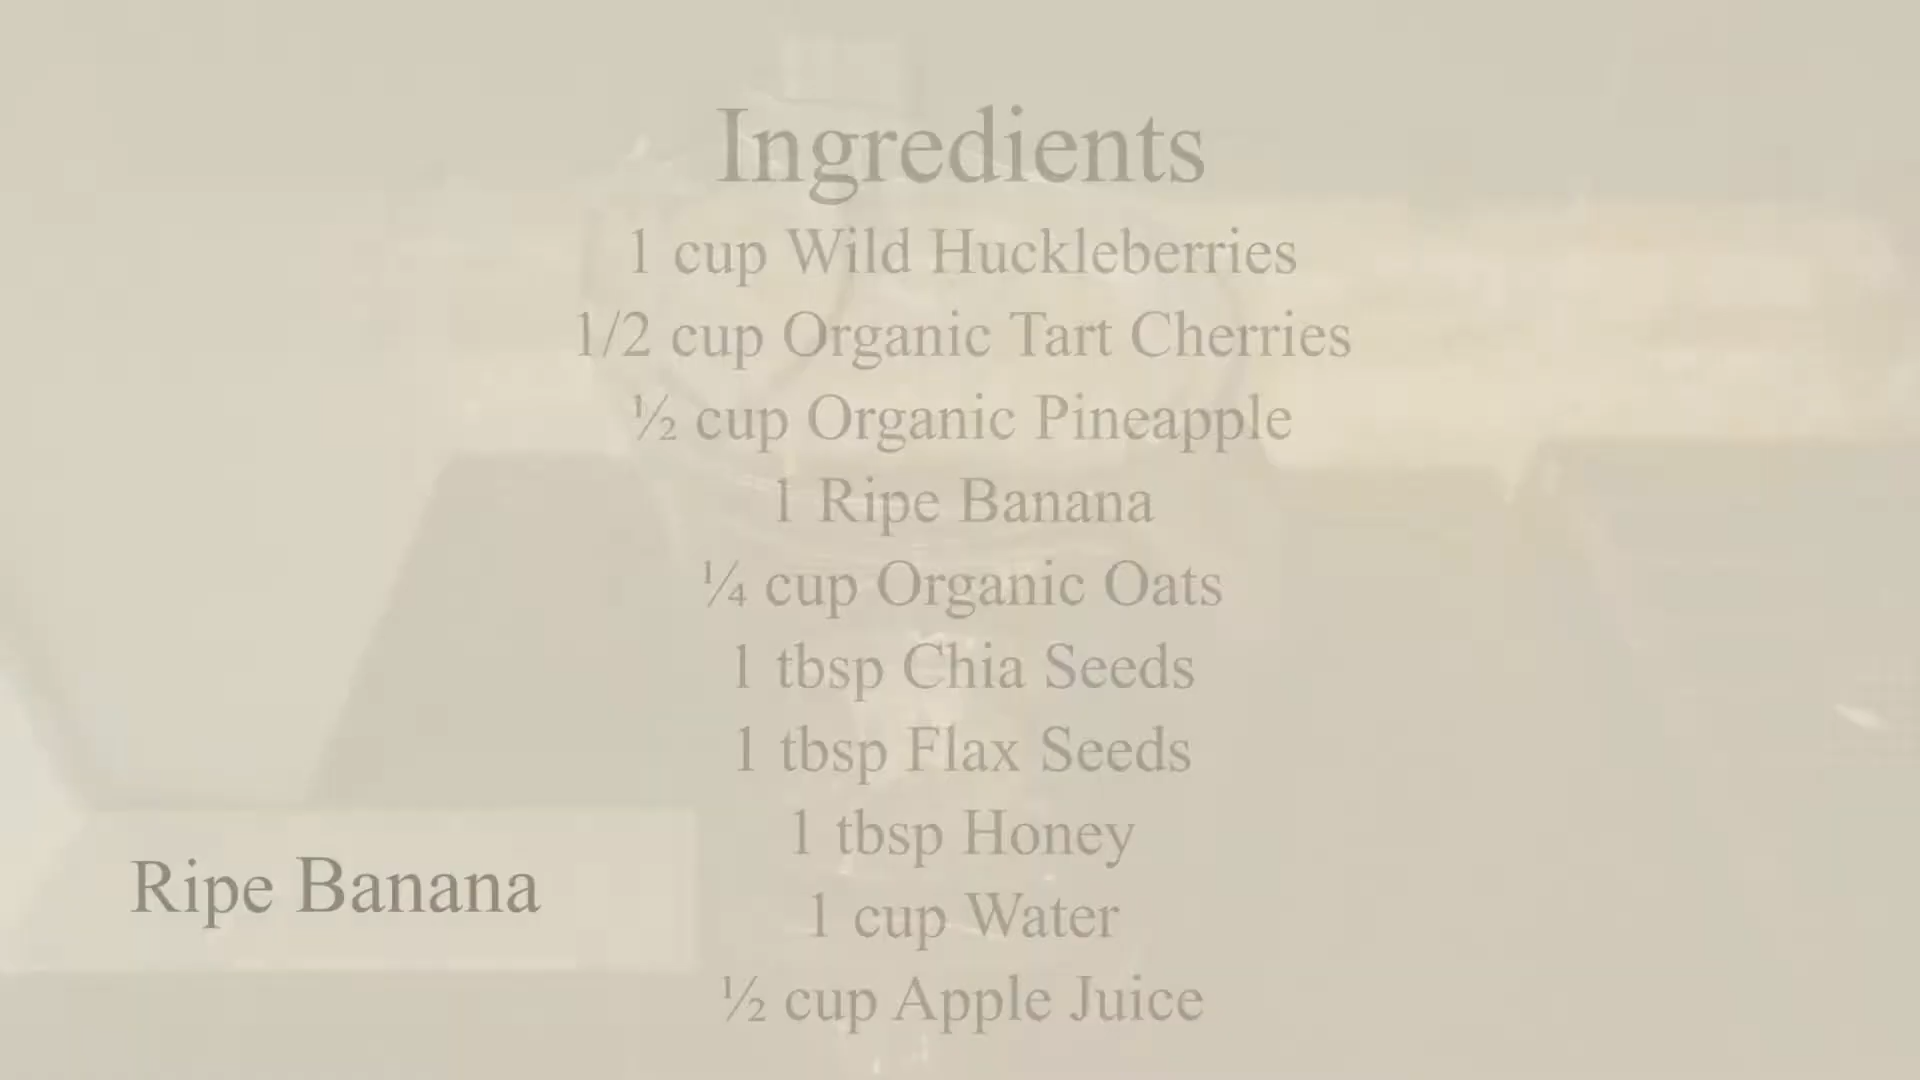 Ingredients
1 cup Wild Huckleberries
1/2 cup Organic Tart Cherries
½ cup Organic Pineapple
1 Ripe Banana
¼ cup Organic Oats
1 tbsp Chia Seeds
1 tbsp Flax Seeds
1 tbsp Honey
1 cup Water
½ cup Apple Juice
Ripe Banana